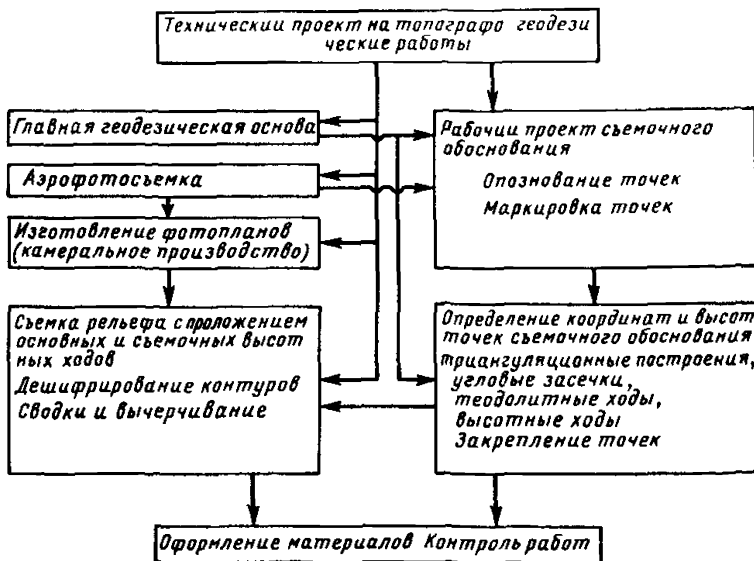 Технический проект на топографо геодези
ческие работы
Главная геодезическая основа
Аэрофотосъемка
Изготовление фотопланов
(камеральное производство)
Съемка рельефа с проложением
основных и съемочных высот
ных ходов
Дешифрирование контуров
Сводки и вычерчивание
Рабочии проект съемочного
обоснования
Опознование точек
Маркировка точек
Определение координат и высот
точек съемочного обоснования
триангуляционные построения,
угловые засечки,
теодолитные ходы,
высотные ходы
Закрепление точек
Оформление материалов Контроль работ